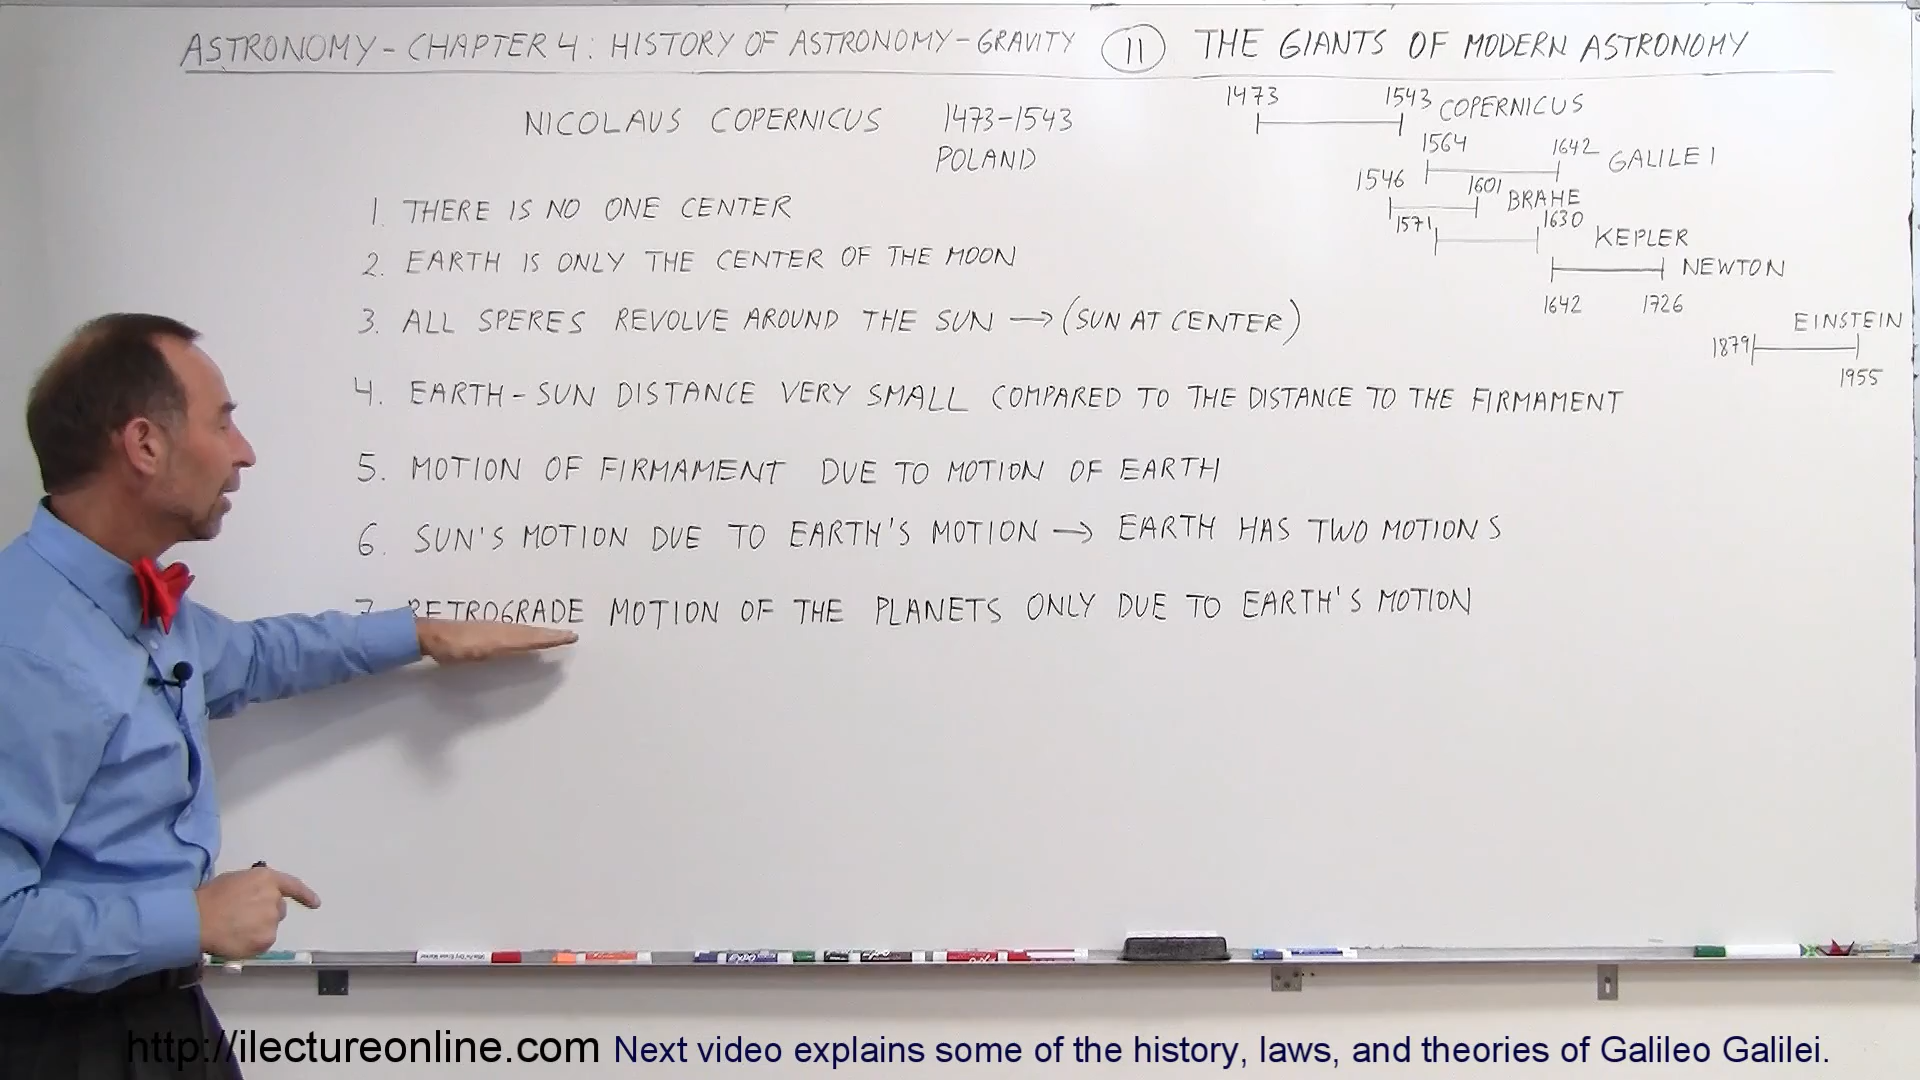 ASTRONOMY - CHAPTER 4: HISTORY OF ASTRONOMY - GRAVITY 11 THE GIANTS OF MODERN ASTRONOMY
NICOLAUS COPERNICUS 1473-1543
POLAND
1473 1543 COPERNICUS
1564 1642 GALILEI
1546 1601 BRAHE
1571 1630 KEPLER
NEWTON
1642 1726
EINSTEIN
1879
1955
1. THERE IS NO ONE CENTER
2. EARTH IS ONLY THE CENTER OF THE MOON
3. ALL SPERES REVOLVE AROUND THE SUN → (SUN AT CENTER)
4. EARTH - SUN DISTANCE VERY SMALL COMPARED TO THE DISTANCE TO THE FIRMAMENT
5. MOTION OF FIRMAMENT DUE TO MOTION OF EARTH
6. SUN'S MOTION DUE TO EARTH'S MOTION → EARTH HAS TWO MOTIONS
7. RETROGRADE MOTION OF THE PLANETS ONLY DUE TO EARTH'S MOTION
http://ilectureonline.com Next video explains some of the history, laws, and theories of Galileo Galilei.